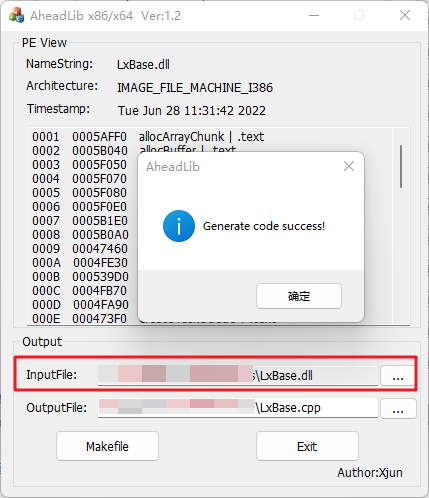 AheadLib x86/x64 Ver:1.2
PE View
NameString: LxBase.dll
Architecture: IMAGE_FILE_MACHINE_I386
Timestamp: Tue Jun 28 11:31:42 2022
0001 0005AFF0 allocArrayChunk | .text
0002 0005B040 allocBuffer | .text
0003 0005F050
0004 0005F070
0005 0005F080
0006 0005F0E0
0007 0005B1E0
0008 0005B0A0
0009 00047460
000A 0004FE30
000B 000539D0
000C 0004FB70
000D 0004FA90
000E 000473F0
AheadLib
Generate code success!
确定
Output
InputFile: s\LxBase.dll ...
OutputFile: \LxBase.cpp ...
Makefile Exit
Author:Xjun